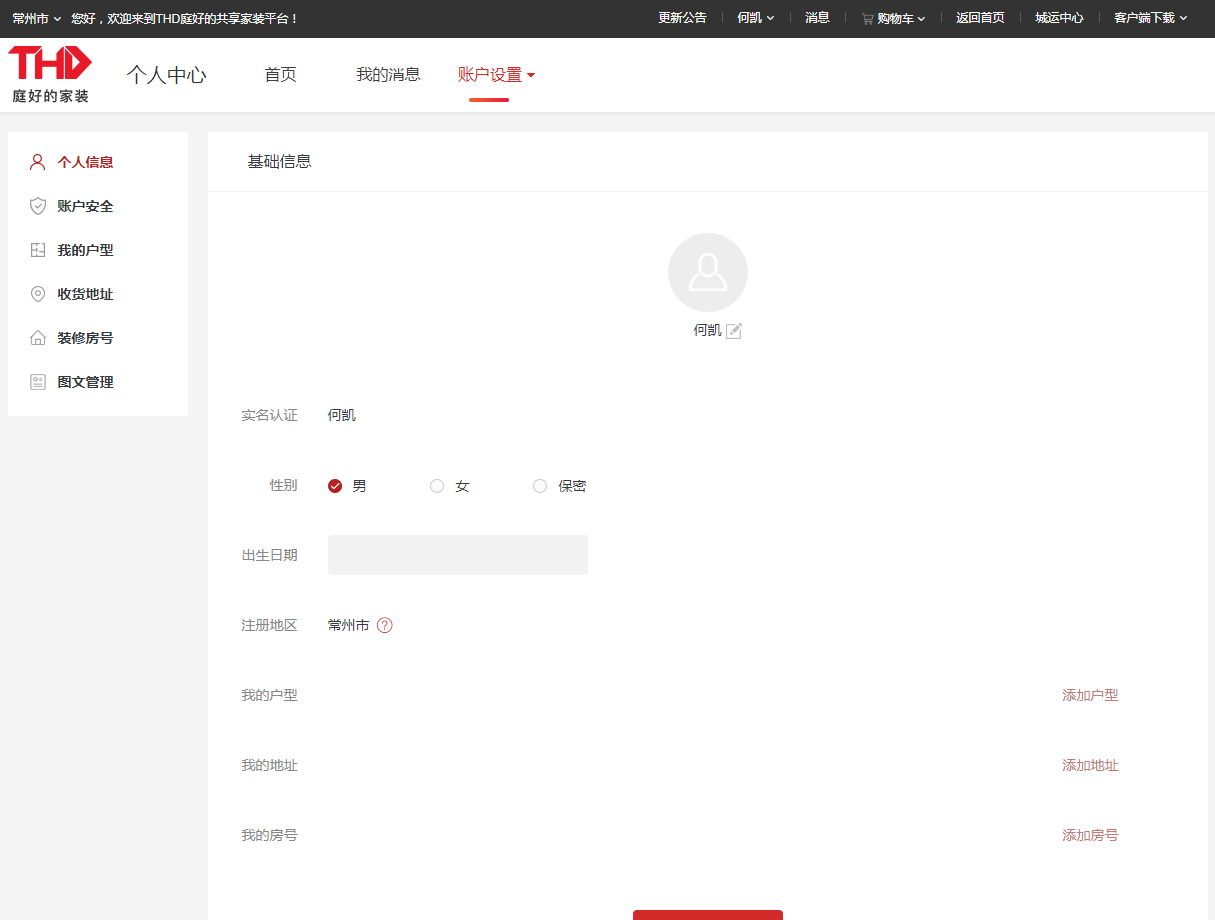 常州市 您好，欢迎来到THD庭好的共享家装平台！ 更新公告 何凯 消息 购物车 返回首页 城运中心 客户端下载
THD
庭好的家装
个人中心 首页 我的消息 账户设置
个人信息
账户安全
我的户型
收货地址
装修房号
图文管理
基础信息
何凯
实名认证 何凯
性别 男 女 保密
出生日期
注册地区 常州市 ?
我的户型 添加户型
我的地址 添加地址
我的房号 添加房号